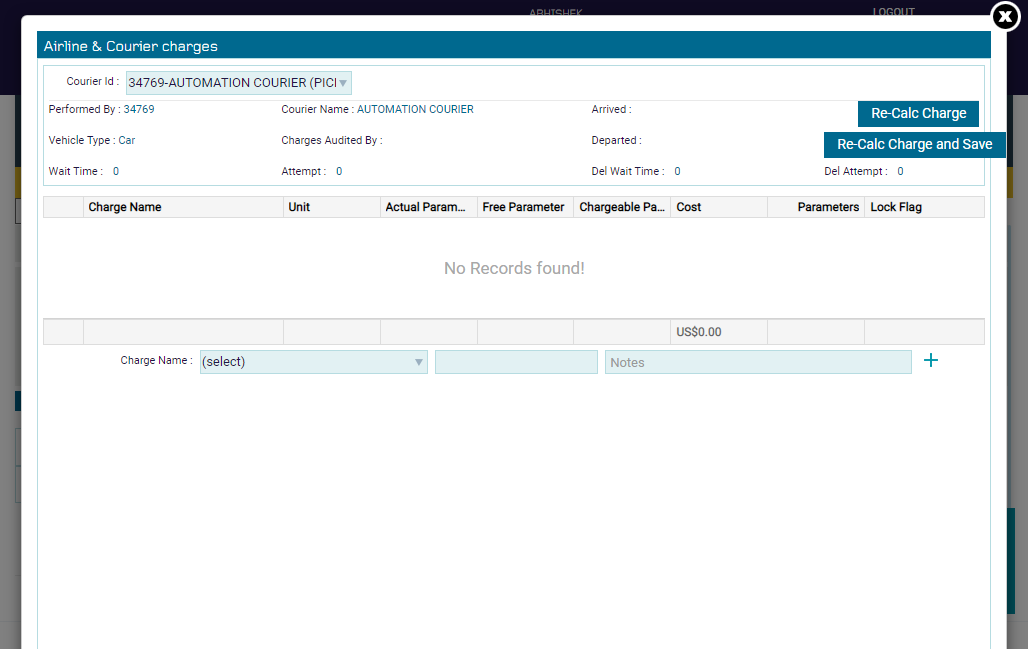 ABHISHEK
LOGOUT
X
Airline & Courier charges
Courier Id :
34769-AUTOMATION COURIER (PICI
Performed By : 34769
Courier Name : AUTOMATION COURIER
Arrived :
Re-Calc Charge
Vehicle Type : Car
Charges Audited By :
Departed :
Re-Calc Charge and Save
Wait Time : 0
Attempt : 0
Del Wait Time : 0
Del Attempt : 0
Charge Name Unit Actual Param... Free Parameter Chargeable Pa... Cost Parameters Lock Flag
No Records found!
US$0.00
Charge Name : (select) Notes +